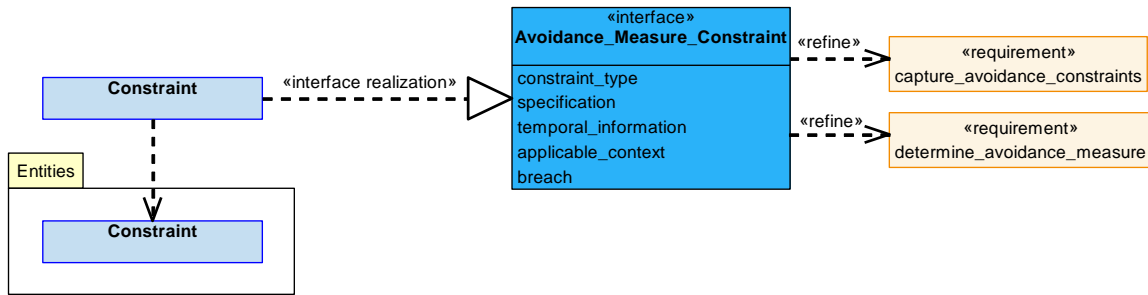 Constraint
«interface realization»
«interface»
Avoidance_Measure_Constraint
constraint_type
specification
temporal_information
applicable_context
breach
«refine»
«requirement»
capture_avoidance_constraints
«refine»
«requirement»
determine_avoidance_measure
Entities
Constraint